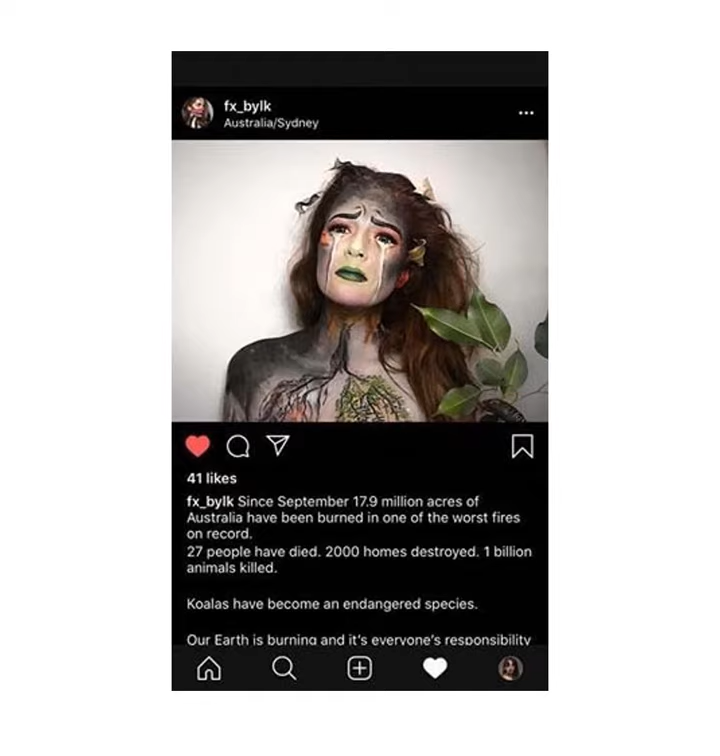 fx_bylk
Australia/Sydney
41 likes
fx_bylk Since September 17.9 million acres of
Australia have been burned in one of the worst fires
on record.
27 people have died. 2000 homes destroyed. 1 billion
animals killed.
Koalas have become an endangered species.
Our Earth is burning and it's everyone's responsibility